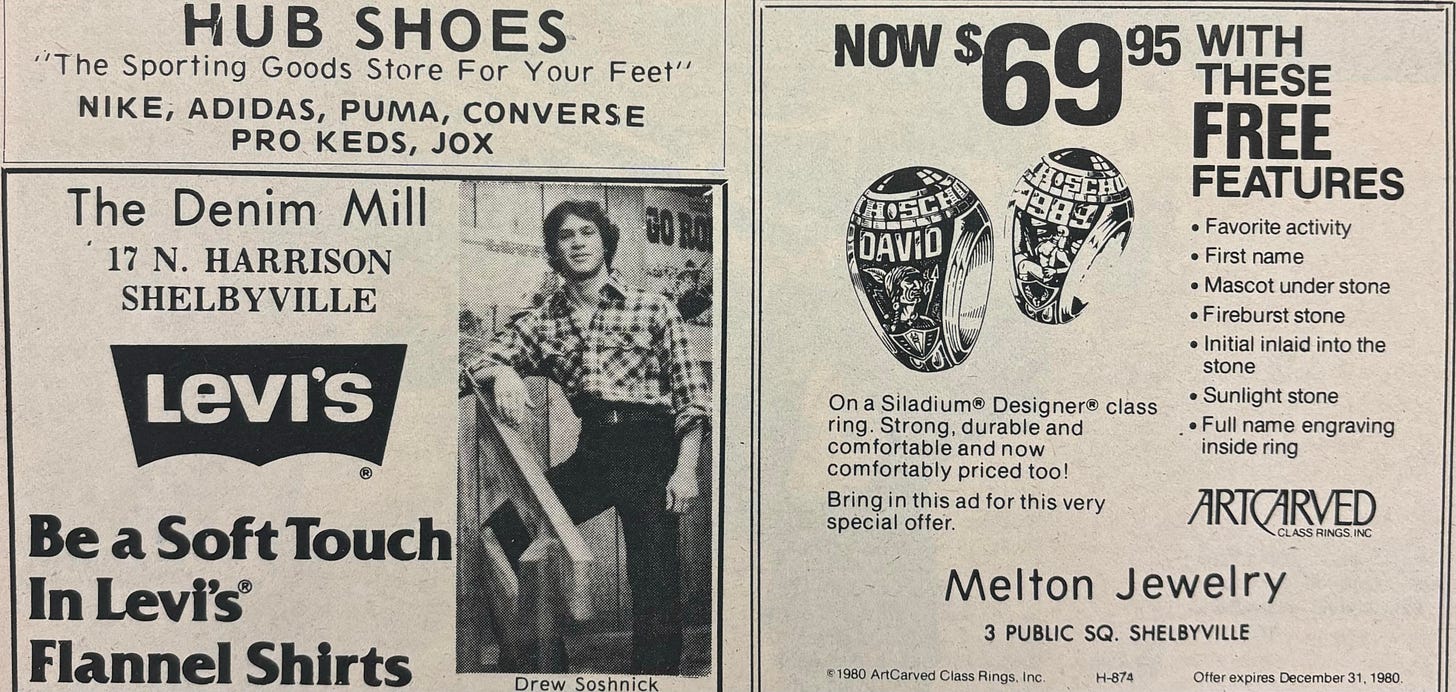 HUB SHOES
"The Sporting Goods Store For Your Feet"
NIKE, ADIDAS, PUMA, CONVERSE
PRO KEDS, JOX
The Denim Mill
17 N. HARRISON
SHELBYVILLE
LEVI'S
®
Be a Soft Touch
In Levi's®
Flannel Shirts
GO
Drew Soshnick
NOW $69 95
WITH
THESE
FREE
FEATURES
DAVID
• Favorite activity
• First name
• Mascot under stone
• Fireburst stone
• Initial inlaid into the
stone
• Sunlight stone
• Full name engraving
inside ring
On a Siladium® Designer® class
ring. Strong, durable and
comfortable and now
comfortably priced too!
Bring in this ad for this very
special offer.
ARTCARVED
CLASS RINGS, INC
Melton Jewelry
3 PUBLIC SQ. SHELBYVILLE
©1980 ArtCarved Class Rings, Inc.
H-874
Offer expires December 31, 1980.